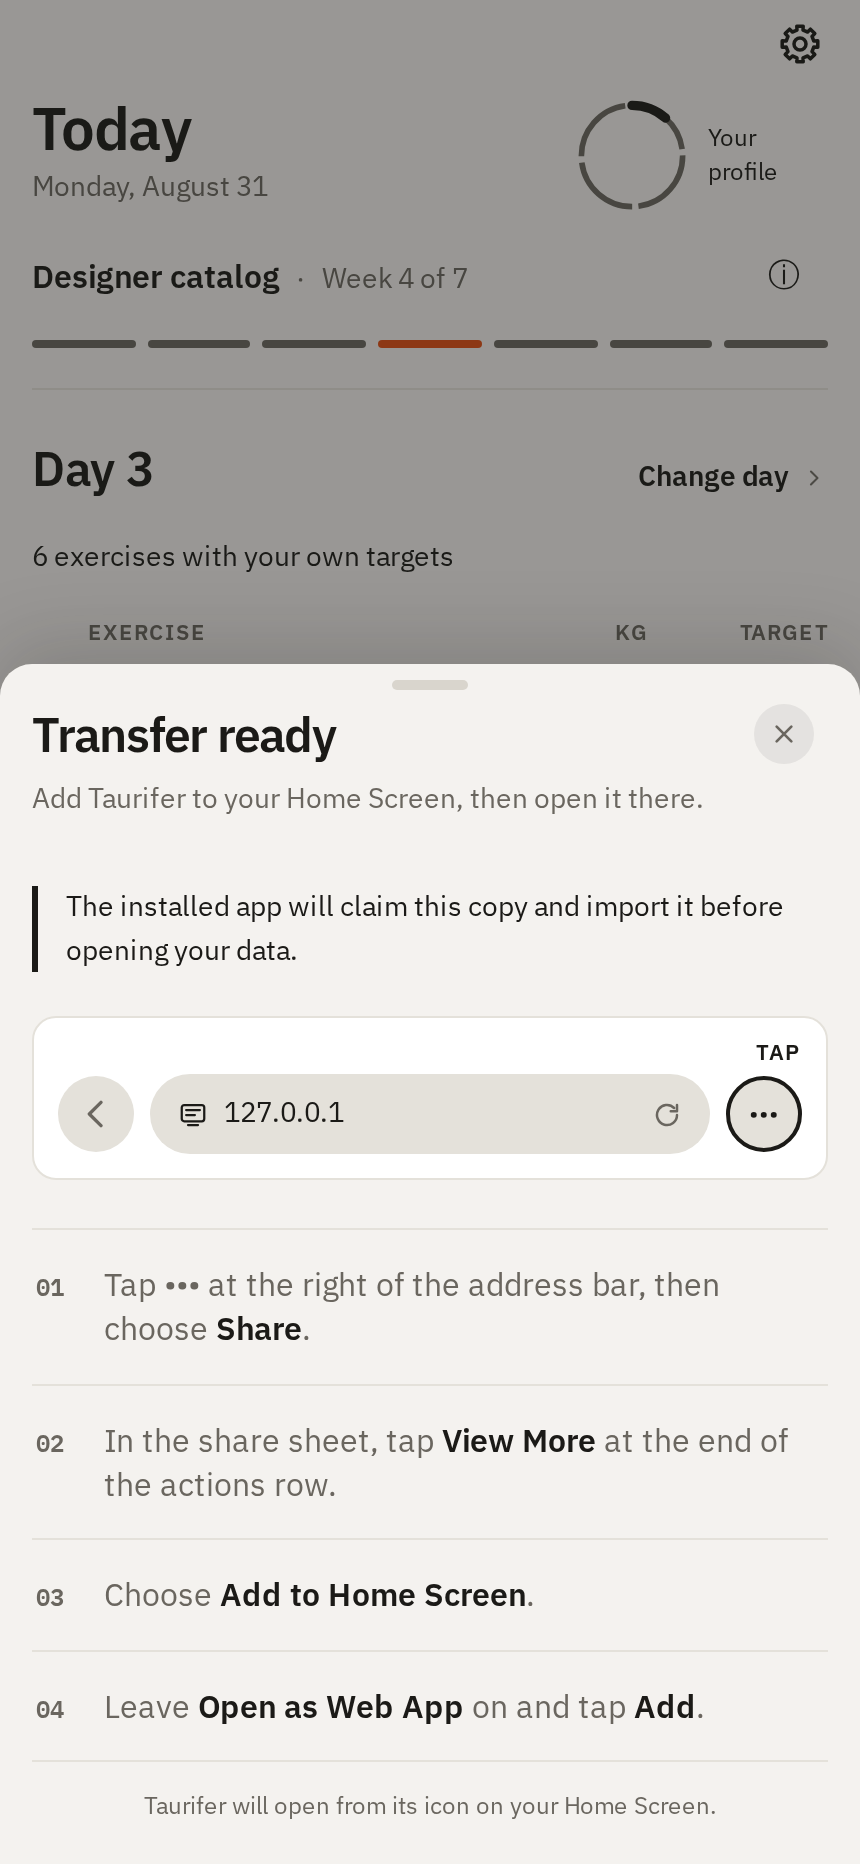 Today
Monday, August 31
Your
profile
Designer catalog · Week 4 of 7
Day 3
Change day
6 exercises with your own targets
EXERCISE KG TARGET
Transfer ready
Add Taurifer to your Home Screen, then open it there.
The installed app will claim this copy and import it before
opening your data.
TAP
127.0.0.1
01 Tap ••• at the right of the address bar, then
choose Share.
02 In the share sheet, tap View More at the end of
the actions row.
03 Choose Add to Home Screen.
04 Leave Open as Web App on and tap Add.
Taurifer will open from its icon on your Home Screen.